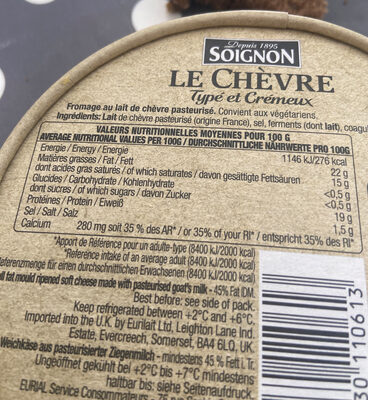 Depuis 1895
SOIGNON
LE CHÈVRE
Typé et Crémeux
Fromage au lait de chèvre pasteurisé. Convient aux végétariens.
Ingrédients: Lait de chèvre pasteurisé (origine France), sel, ferments (dont lait), coagu
VALEURS NUTRITIONNELLES MOYENNES POUR 100 G
AVERAGE NUTRITIONAL VALUES PER 100G / DURCHSCHNITTLICHE NÄHRWERTE PRO 100G
Energie / Energy / Energie 1146 kJ/276 kcal
Matières grasses / Fat / Fett 22 g
dont acides gras saturés / of which saturates / davon gesättigte Fettsäuren 15 g
Glucides / Carbohydrate / Kohlenhydrate <0,5 g
dont sucres / of which sugars / davon Zucker <0,5 g
Protéines / Protein / Eiweiß 19 g
Sel / Salt / Salz 1,5 g
Calcium 280 mg soit 35 % des AR* / or 35% of your RI* / entspricht 35% des RI*
*Apport de Référence pour un adulte-type (8400 kJ/2000 kcal)
*Reference intake of an average adult (8400 kJ/2000 kcal)
eferenzmenge für einen durchschnittlichen Erwachsenen (8400 kJ/2000 kcal)
ll fat mould ripened soft cheese made with pasteurised goat's milk - 45% Fat DM.
Best before: see side of pack.
Keep refrigerated between +2°C and +6°C.
Imported into the U.K. by Eurilait Ltd, Leighton Lane Ind.
Estate, Evercreech, Somerset, BA4 6LQ, UK.
Weichkäse aus pasteurisierter Ziegenmilch - mindestens 45 % Fett i. Tr.
Ungeöffnet gekühlt bei +2°C bis +7°C mindestens
haltbar bis: siehe Seitenaufdruck.
EURIAL Service Consommateurs
30 110613